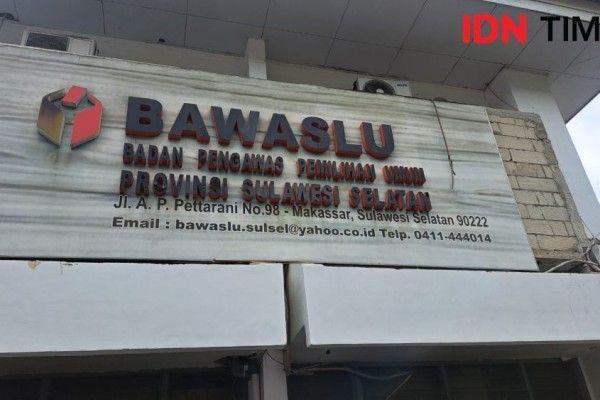 IDN TIM
BAWASLU
BADAN PENGAWAS PEMILIHAN UMUM
PROVINSI SULAWESI SELATAN
Jl. A. P. Pettarani No.98 - Makassar, Sulawesi Selatan 90222
Email : bawaslu.sulsel@yahoo.co.id Telp. 0411-444014